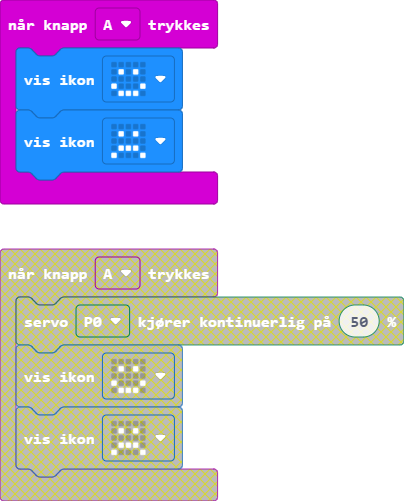 når knapp A trykkes
vis ikon
vis ikon
når knapp A trykkes
servo P0 kjører kontinuerlig på 50 %
vis ikon
vis ikon